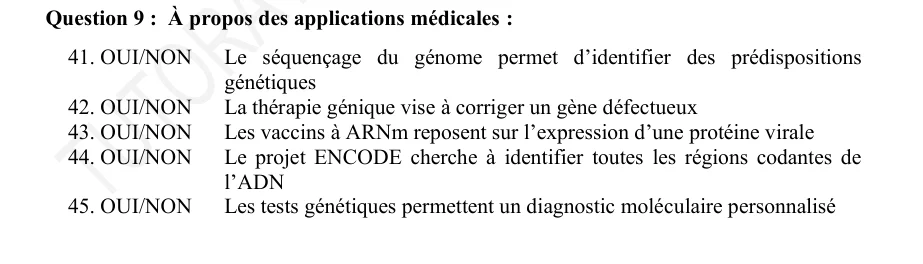 Question 9 : À propos des applications médicales :
41. OUI/NON Le séquençage du génome permet d’identifier des prédispositions
génétiques
42. OUI/NON La thérapie génique vise à corriger un gène défectueux
43. OUI/NON Les vaccins à ARNm reposent sur l’expression d’une protéine virale
44. OUI/NON Le projet ENCODE cherche à identifier toutes les régions codantes de
l’ADN
45. OUI/NON Les tests génétiques permettent un diagnostic moléculaire personnalisé